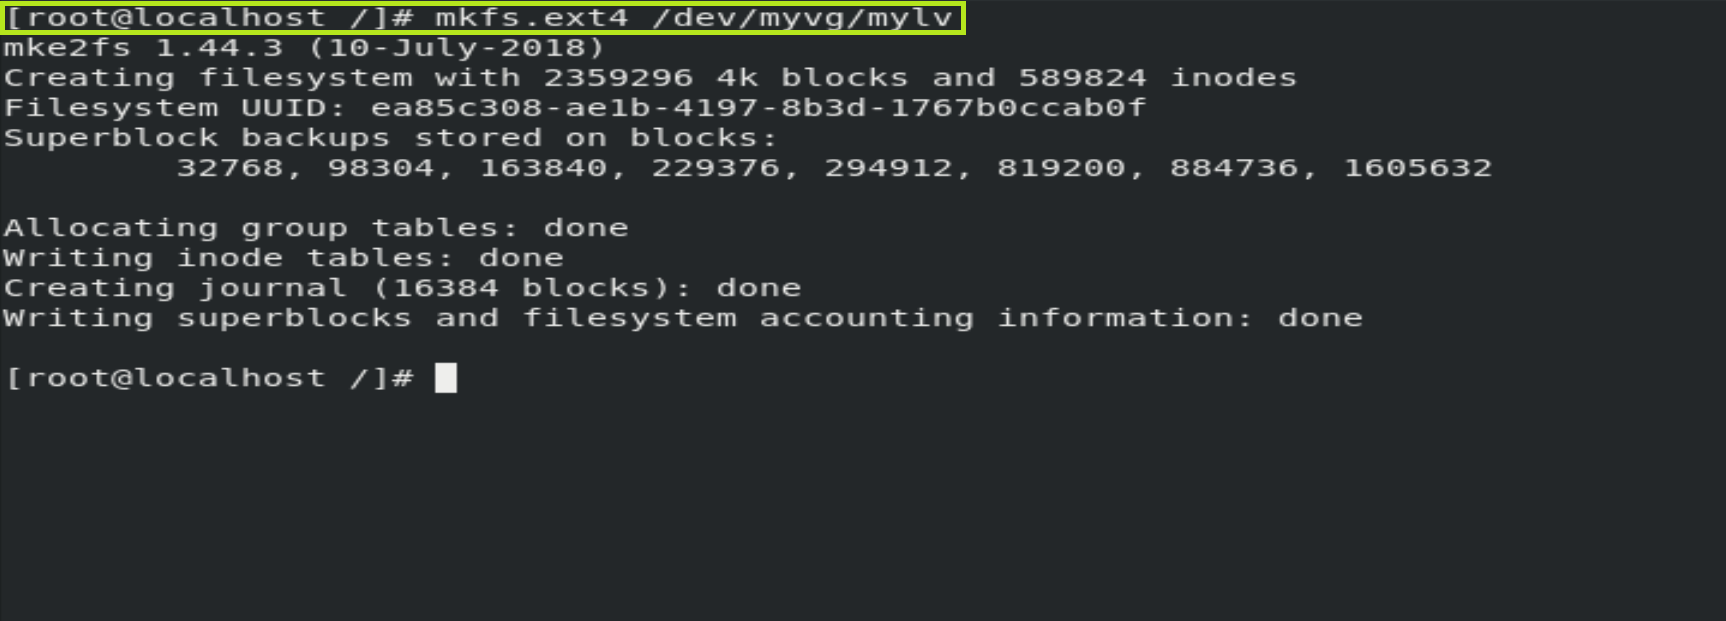 [root@localhost /]# mkfs.ext4 /dev/myvg/mylv
mke2fs 1.44.3 (10-July-2018)
Creating filesystem with 2359296 4k blocks and 589824 inodes
Filesystem UUID: ea85c308-ae1b-4197-8b3d-1767b0ccab0f
Superblock backups stored on blocks:
32768, 98304, 163840, 229376, 294912, 819200, 884736, 1605632
Allocating group tables: done
Writing inode tables: done
Creating journal (16384 blocks): done
Writing superblocks and filesystem accounting information: done
[root@localhost /]#